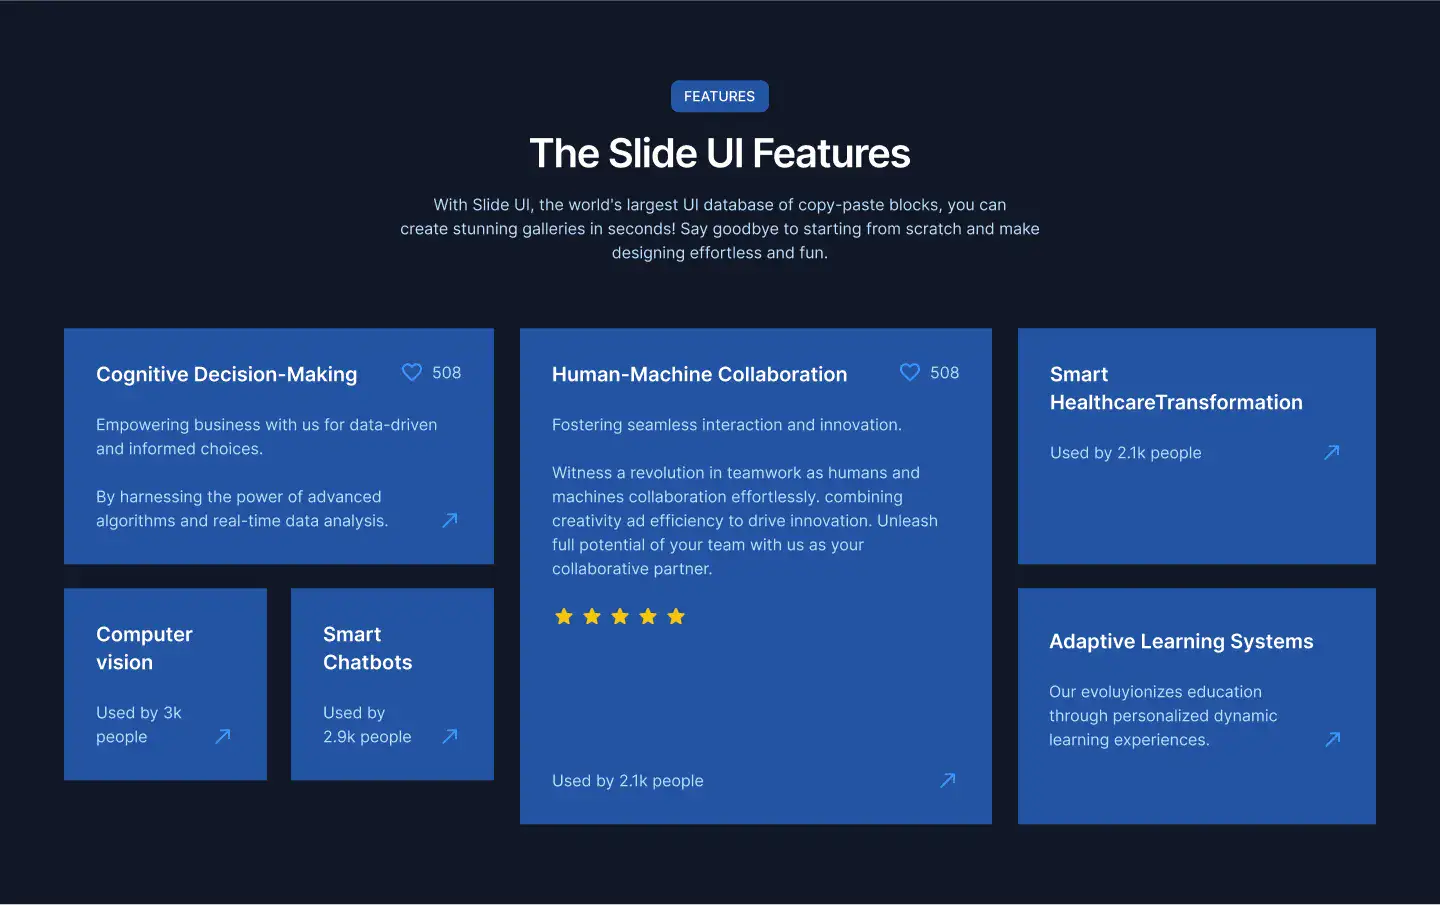 FEATURES
The Slide UI Features
With Slide UI, the world's largest UI database of copy-paste blocks, you can
create stunning galleries in seconds! Say goodbye to starting from scratch and make
designing effortless and fun.
Cognitive Decision-Making
508
Empowering business with us for data-driven
and informed choices.
By harnessing the power of advanced
algorithms and real-time data analysis.
Computer
vision
Used by 3k
people
Smart
Chatbots
Used by
2.9k people
Human-Machine Collaboration
508
Fostering seamless interaction and innovation.
Witness a revolution in teamwork as humans and
machines collaboration effortlessly. combining
creativity ad efficiency to drive innovation. Unleash
full potential of your team with us as your
collaborative partner.
Used by 2.1k people
Smart
HealthcareTransformation
Used by 2.1k people
Adaptive Learning Systems
Our evoluyionizes education
through personalized dynamic
learning experiences.